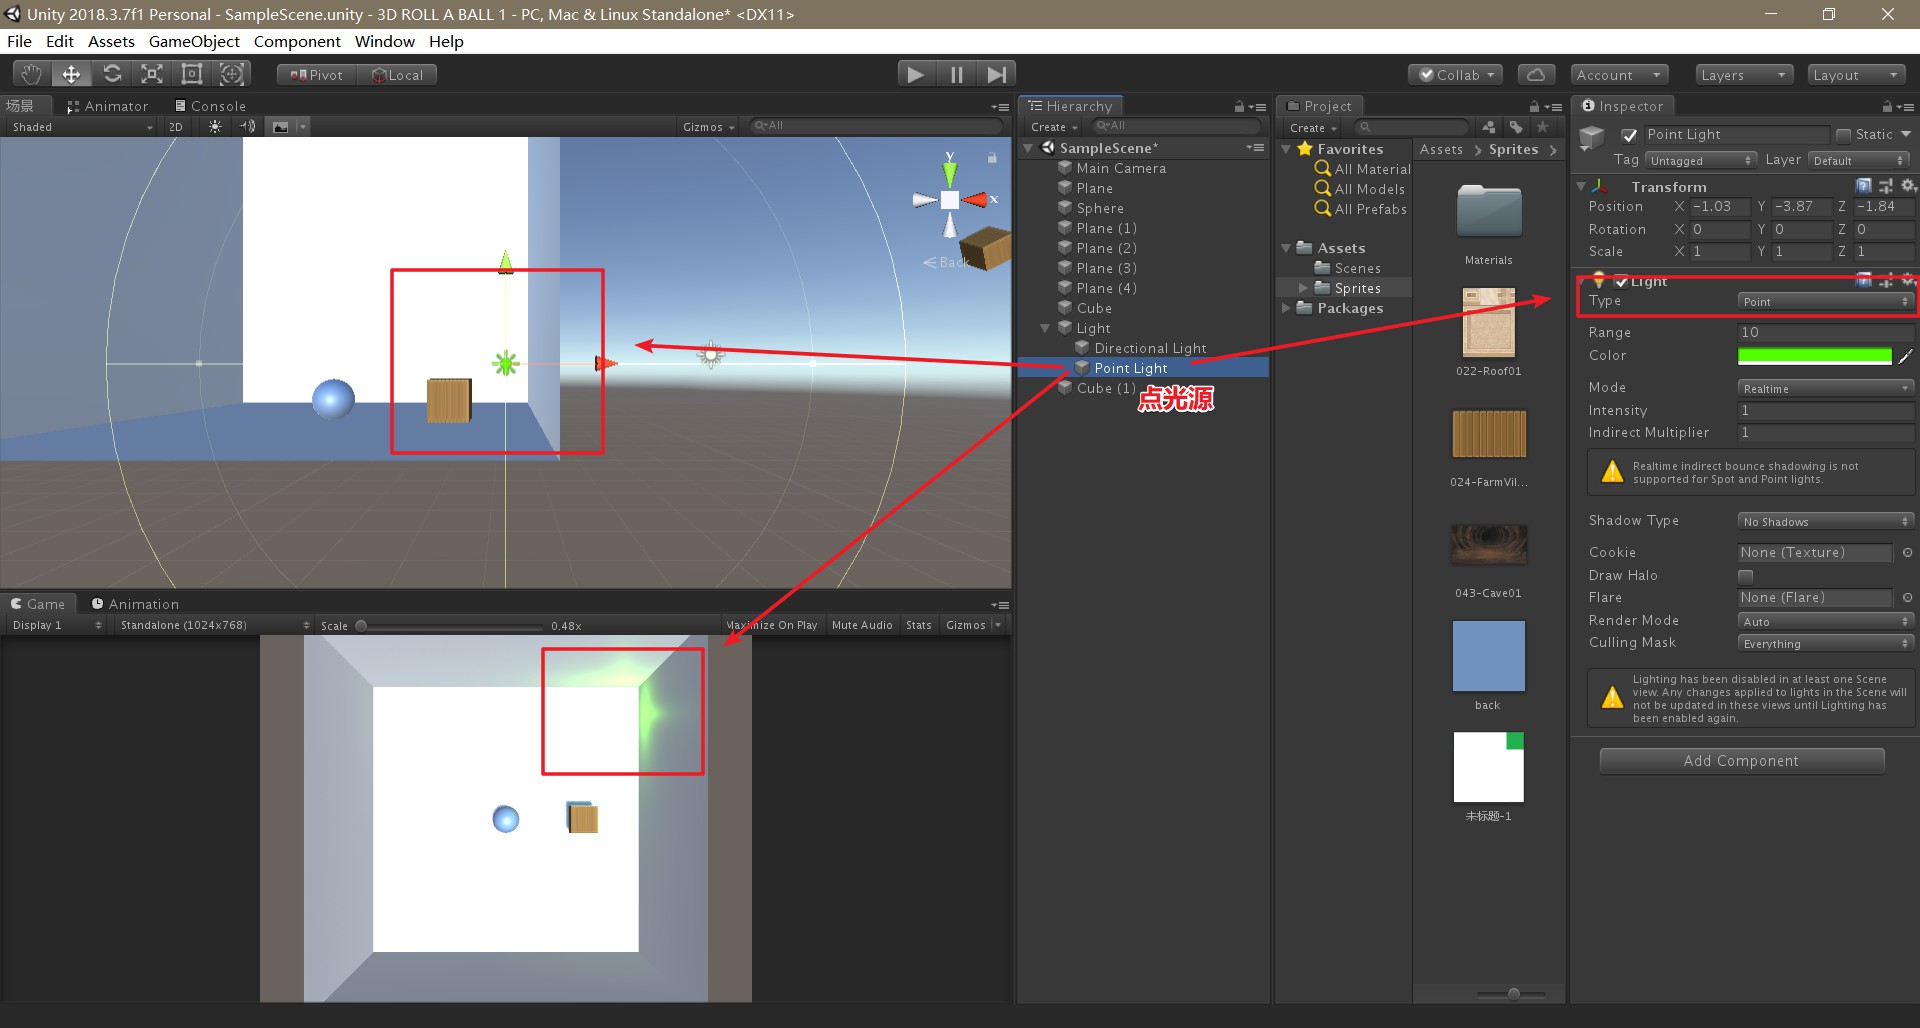 Unity 2018.3.7f1 Personal - SampleScene.unity - 3D ROLL A BALL 1 - PC, Mac & Linux Standalone* <DX11>
File Edit Assets GameObject Component Window Help
Pivot Local Collab Account Layers Layout
场景 Animator Console
Shaded 2D Gizmos All
y
x
Back
Hierarchy
Create All
SampleScene*
Main Camera
Plane
Sphere
Plane (1)
Plane (2)
Plane (3)
Plane (4)
Cube
Light
Directional Light
Point Light
Cube (1)
点光源
Project
Create
Favorites
All Material
All Models
All Prefabs
Assets
Scenes
Sprites
Packages
Assets > Sprites >
Materials
022-Roof01
024-FarmVil...
043-Cave01
back
未标题-1
Inspector
Point Light Static
Tag Untagged Layer Default
Transform
Position X -1.03 Y -3.87 Z -1.84
Rotation X 0 Y 0 Z 0
Scale X 1 Y 1 Z 1
Light
Type Point
Range 10
Color
Mode Realtime
Intensity 1
Indirect Multiplier 1
Realtime indirect bounce shadowing is not
supported for Spot and Point lights.
Shadow Type No Shadows
Cookie None (Texture)
Draw Halo
Flare None (Flare)
Render Mode Auto
Culling Mask Everything
Lighting has been disabled in at least one Scene
view. Any changes applied to lights in the Scene will
not be updated in these views until Lighting has
been enabled again.
Add Component
Game Animation
Display 1 Standalone (1024x768) Scale 0.48x Maximize On Play Mute Audio Stats Gizmos